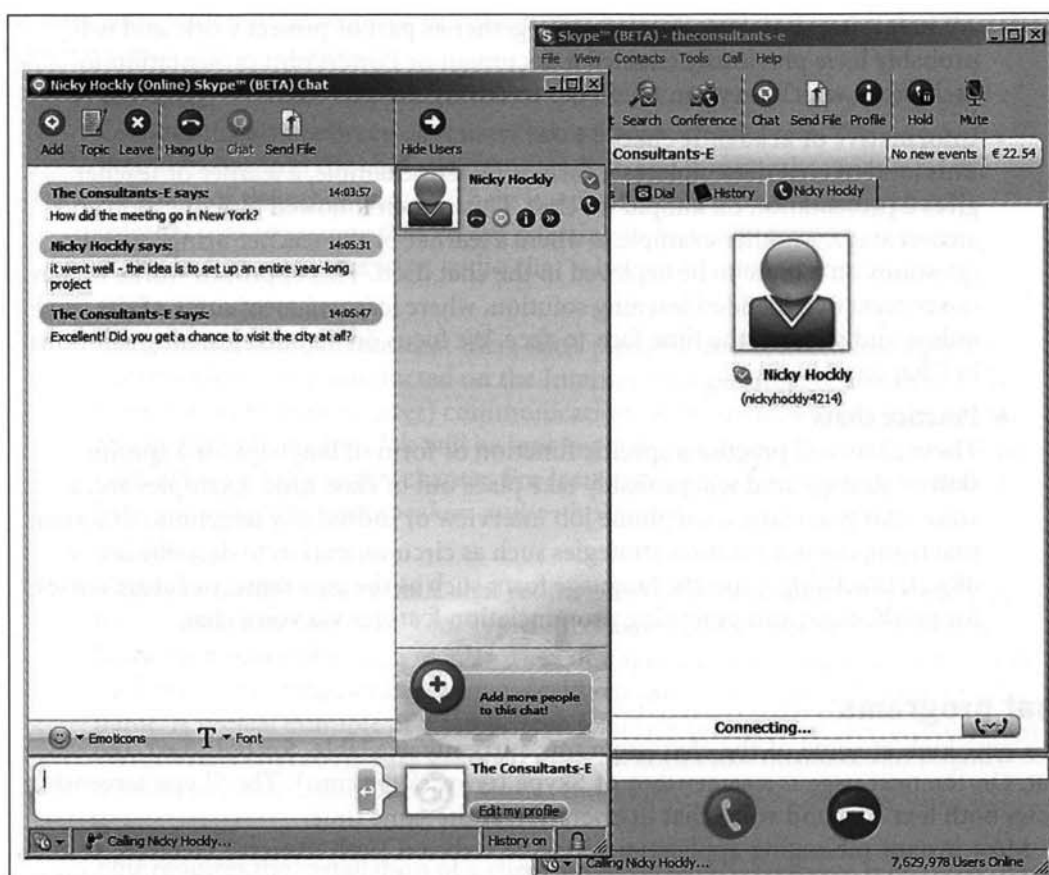 Skype™ (BETA) - theconsultants-e
File View Contacts Tools Call Help
Search Conference Chat Send File Profile Hold Mute
Consultants-E
No new events
€ 22.54
Dial
History
Nicky Hockly
Nicky Hockly
(nickyhockly4214)
Connecting...
Calling Nicky Hockly...
7,629,978 Users Online
Nicky Hockly (Online) Skype™ (BETA) Chat
Add Topic Leave Hang Up Chat Send File
Hide Users
The Consultants-E says: 14:03:57
How did the meeting go in New York?
Nicky Hockly says: 14:05:31
It went well - the idea is to set up an entire year-long
project
The Consultants-E says: 14:05:47
Excellent! Did you get a chance to visit the city at all?
Nicky Hockly
Add more people
to this chat!
Emoticons
Font
The Consultants-E
Edit my profile
Calling Nicky Hockly...
History on